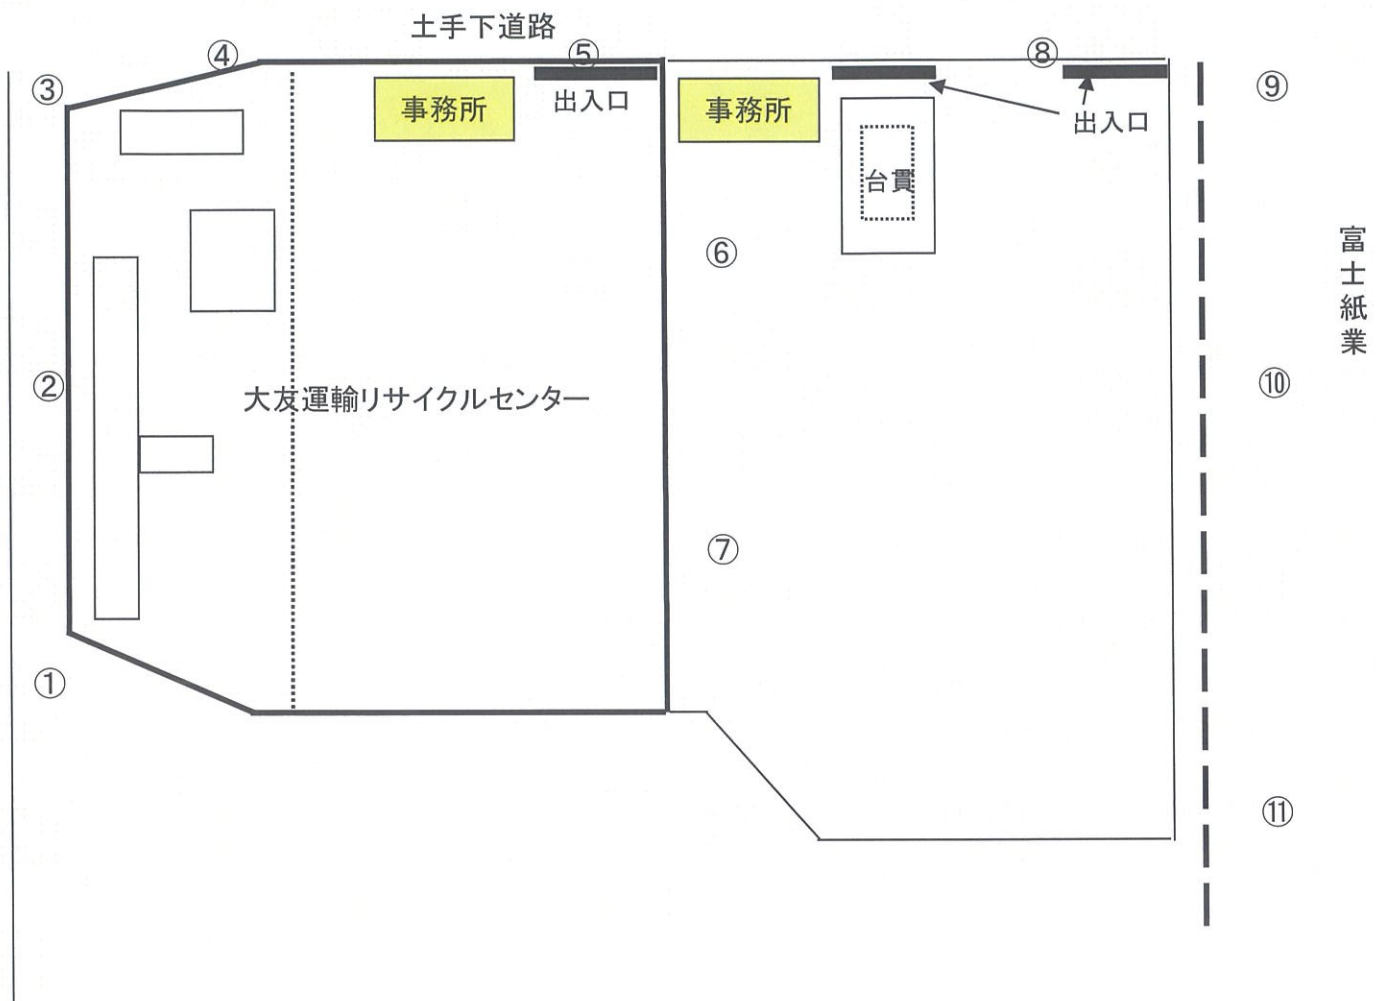 土手下道路
④
⑤
⑧
③
⑨
事務所
出入口
事務所
出入口
台貫
⑥
富士紙業
②
大友運輸リサイクルセンター
⑩
⑦
①
⑪